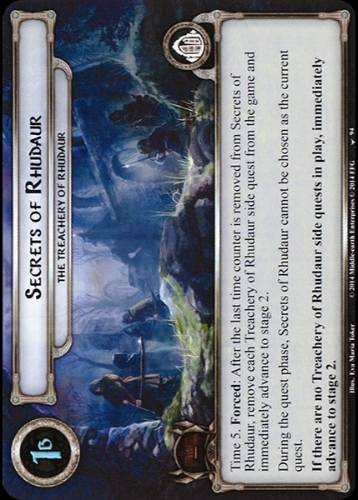 1B
Secrets of Rhudaur
The Treachery of Rhudaur
Time 5. Forced: After the last time counter is removed from Secrets of
Rhudaur, remove each Treachery of Rhudaur side quest from the game and
immediately advance to stage 2.
During the quest phase, Secrets of Rhudaur cannot be chosen as the current
quest.
If there are no Treachery of Rhudaur side quests in play, immediately
advance to stage 2.
Illus. Eva Maria Toker © 2014 Middle-earth Enterprises © 2014 FFG 94